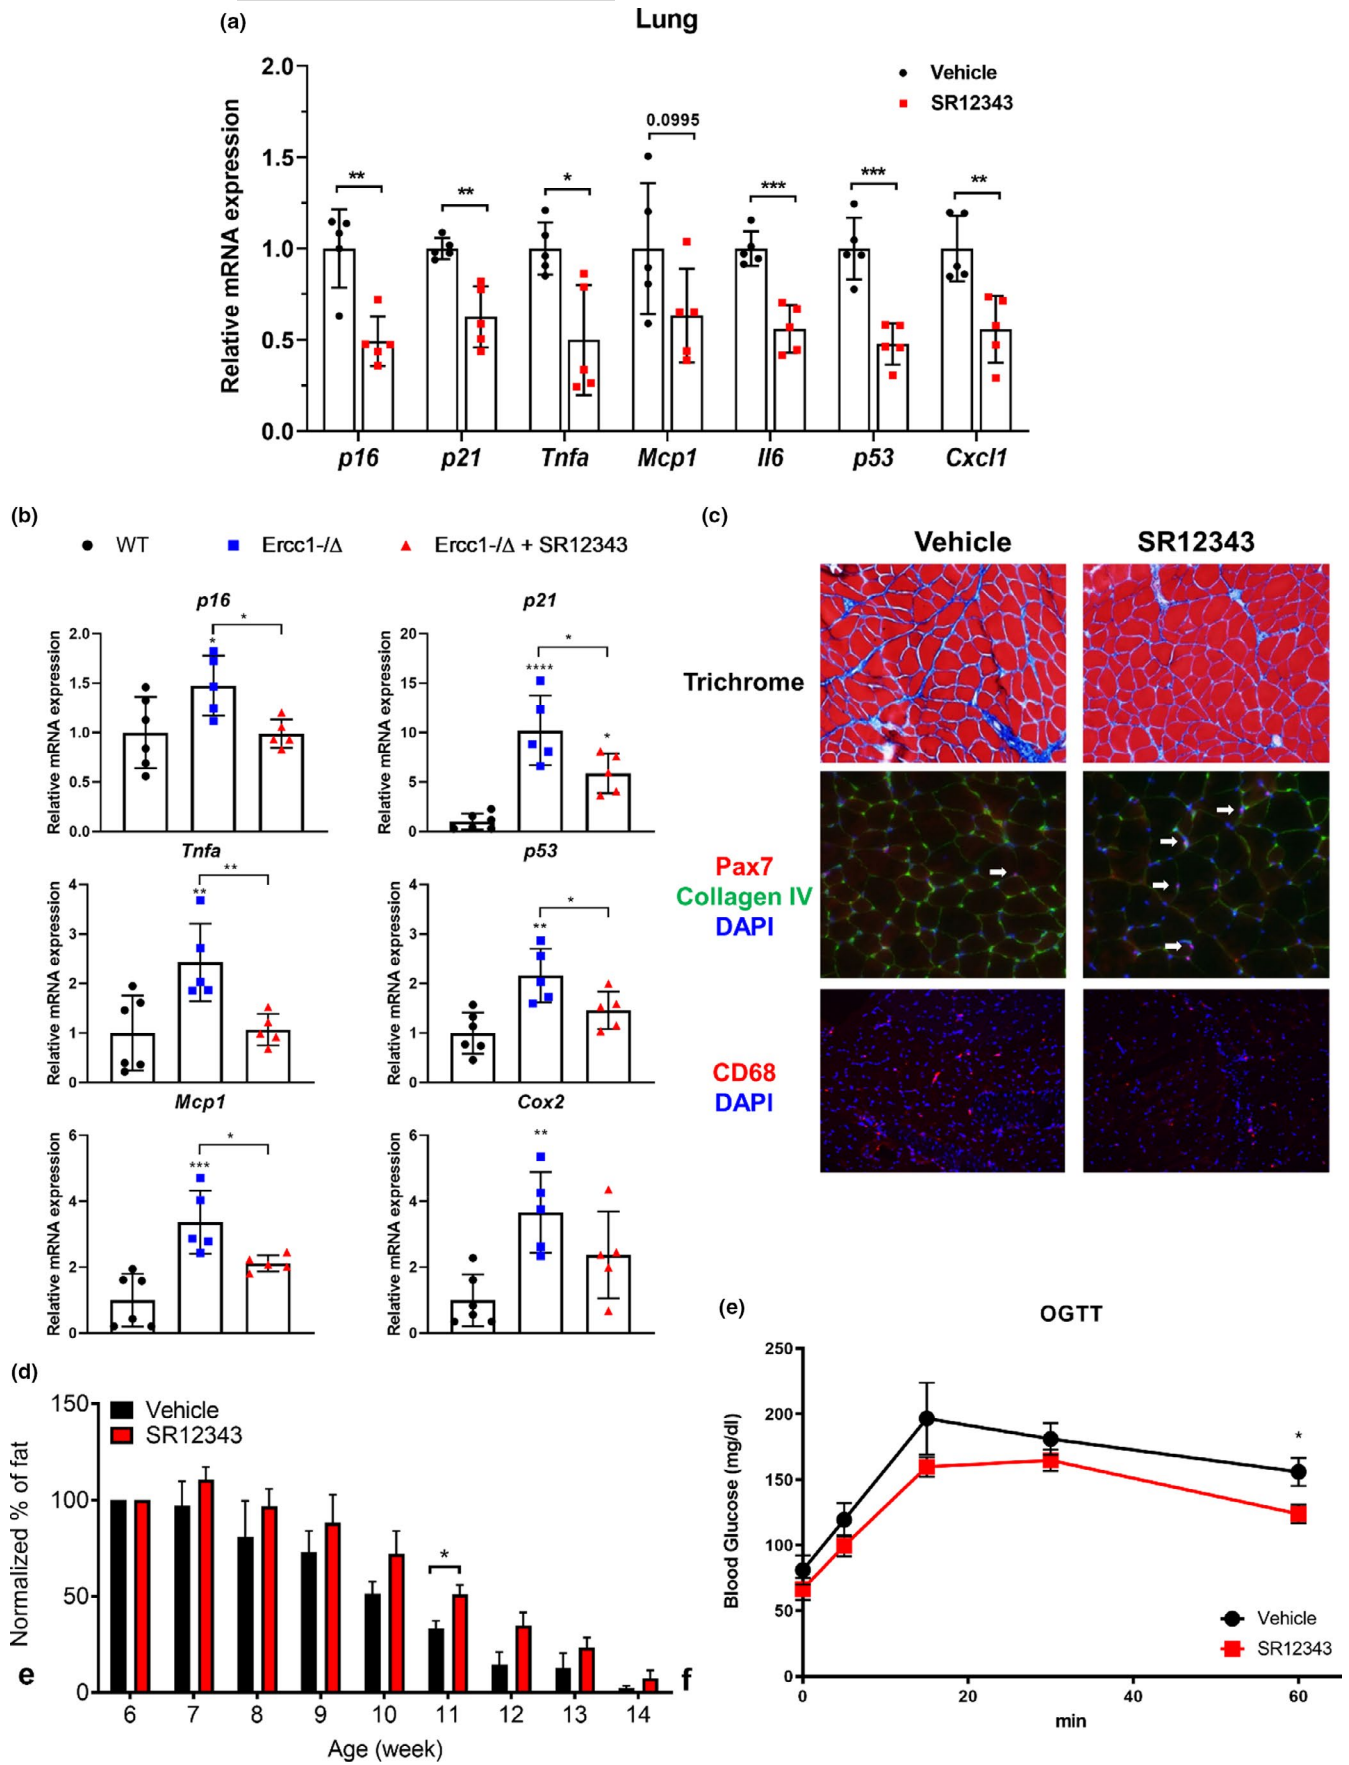 (a)
Lung
Relative mRNA expression
2.0
1.5
1.0
0.5
0.0
Vehicle
SR12343
**
**
*
0.0995
***
***
**
p16
p21
Tnfa
Mcp1
Il6
p53
Cxcl1
(b)
WT
Ercc1-/Δ
Ercc1-/Δ + SR12343
p16
Relative mRNA expression
2.0
1.5
1.0
0.5
0.0
*
*
p21
Relative mRNA expression
20
15
10
5
0
****
*
*
Tnfa
Relative mRNA expression
4
3
2
1
0
**
**
p53
Relative mRNA expression
4
3
2
1
0
**
*
Mcp1
Relative mRNA expression
6
4
2
0
***
*
Cox2
Relative mRNA expression
6
4
2
0
**
(c)
Vehicle
SR12343
Trichrome
Pax7
Collagen IV
DAPI
CD68
DAPI
(d)
Normalized % of fat
150
100
50
0
Vehicle
SR12343
*
6
7
8
9
10
11
12
13
14
Age (week)
e
f
(e)
OGTT
Blood Glucose (mg/dl)
250
200
150
100
50
0
*
Vehicle
SR12343
0
20
40
60
min